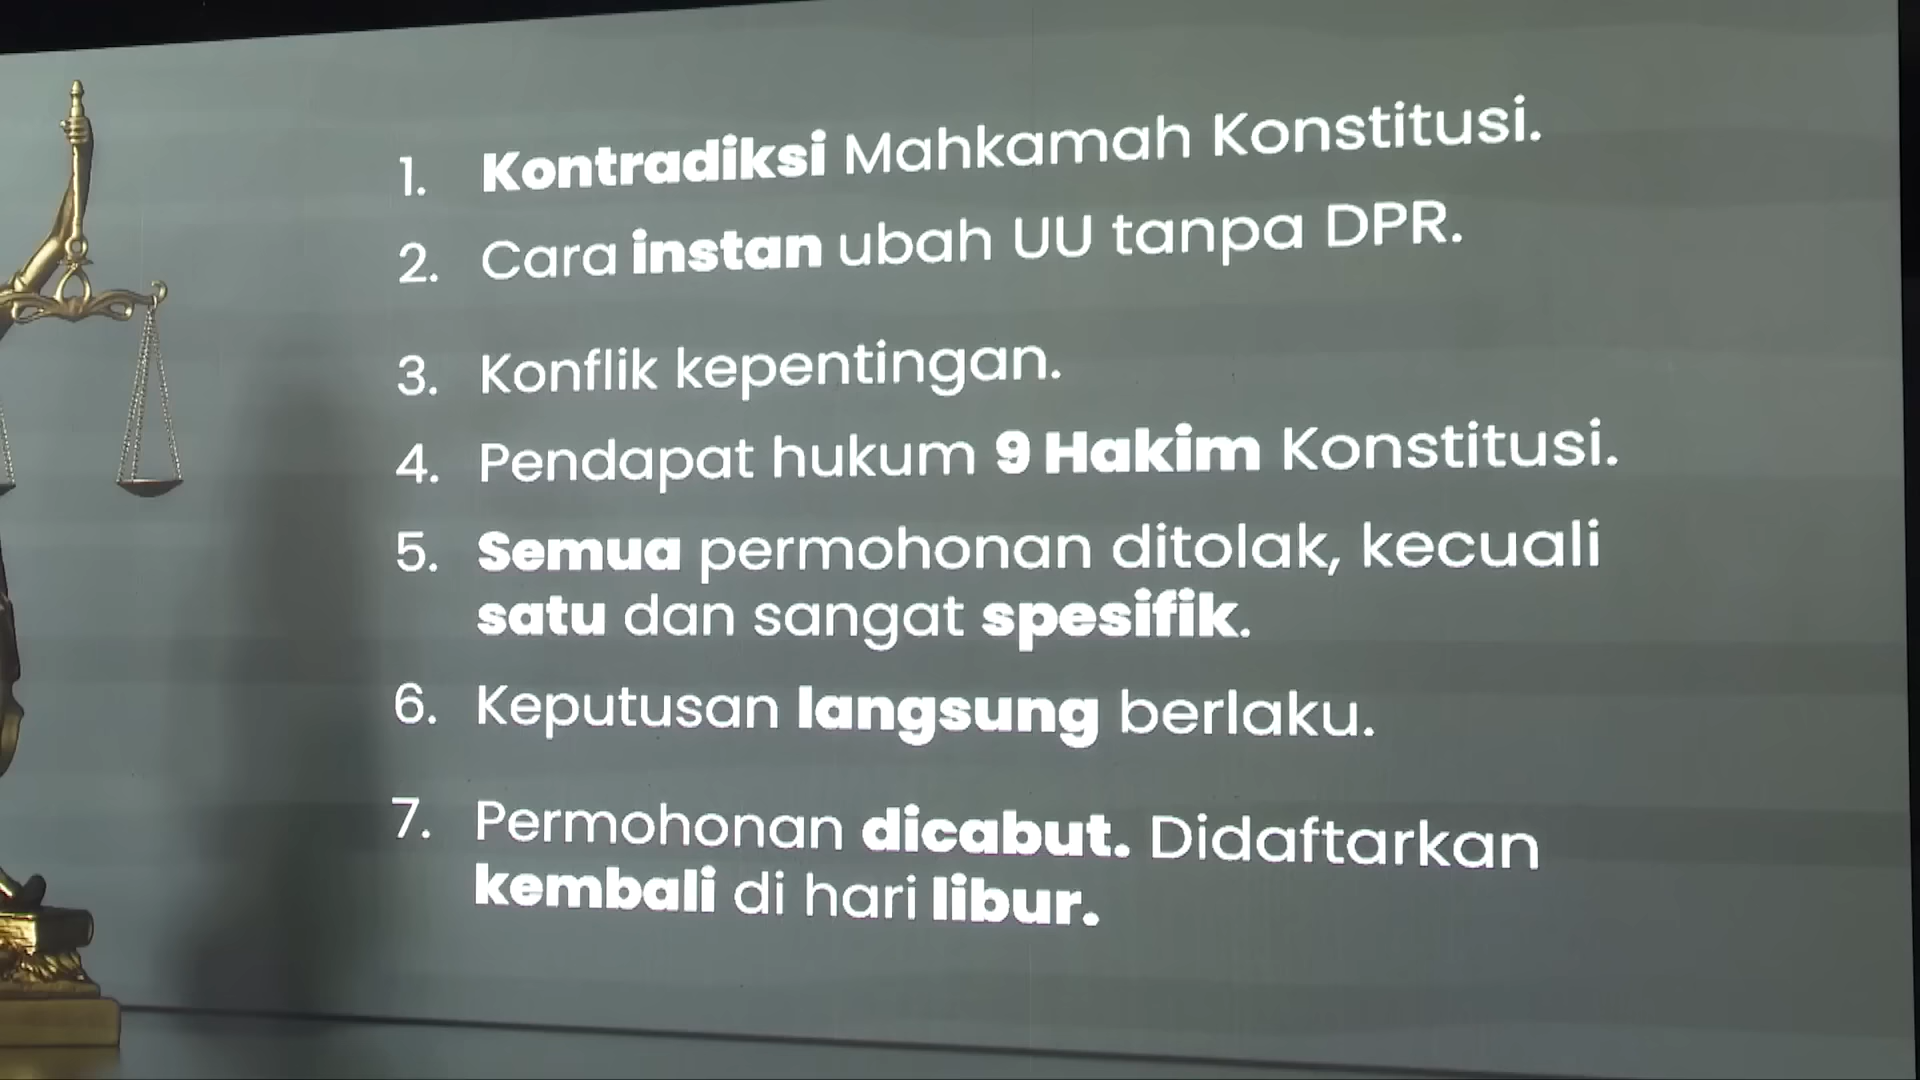 1. Kontradiksi Mahkamah Konstitusi.
2. Cara instan ubah UU tanpa DPR.
3. Konflik kepentingan.
4. Pendapat hukum 9 Hakim Konstitusi.
5. Semua permohonan ditolak, kecuali
satu dan sangat spesifik.
6. Keputusan langsung berlaku.
7. Permohonan dicabut. Didaftarkan
kembali di hari libur.